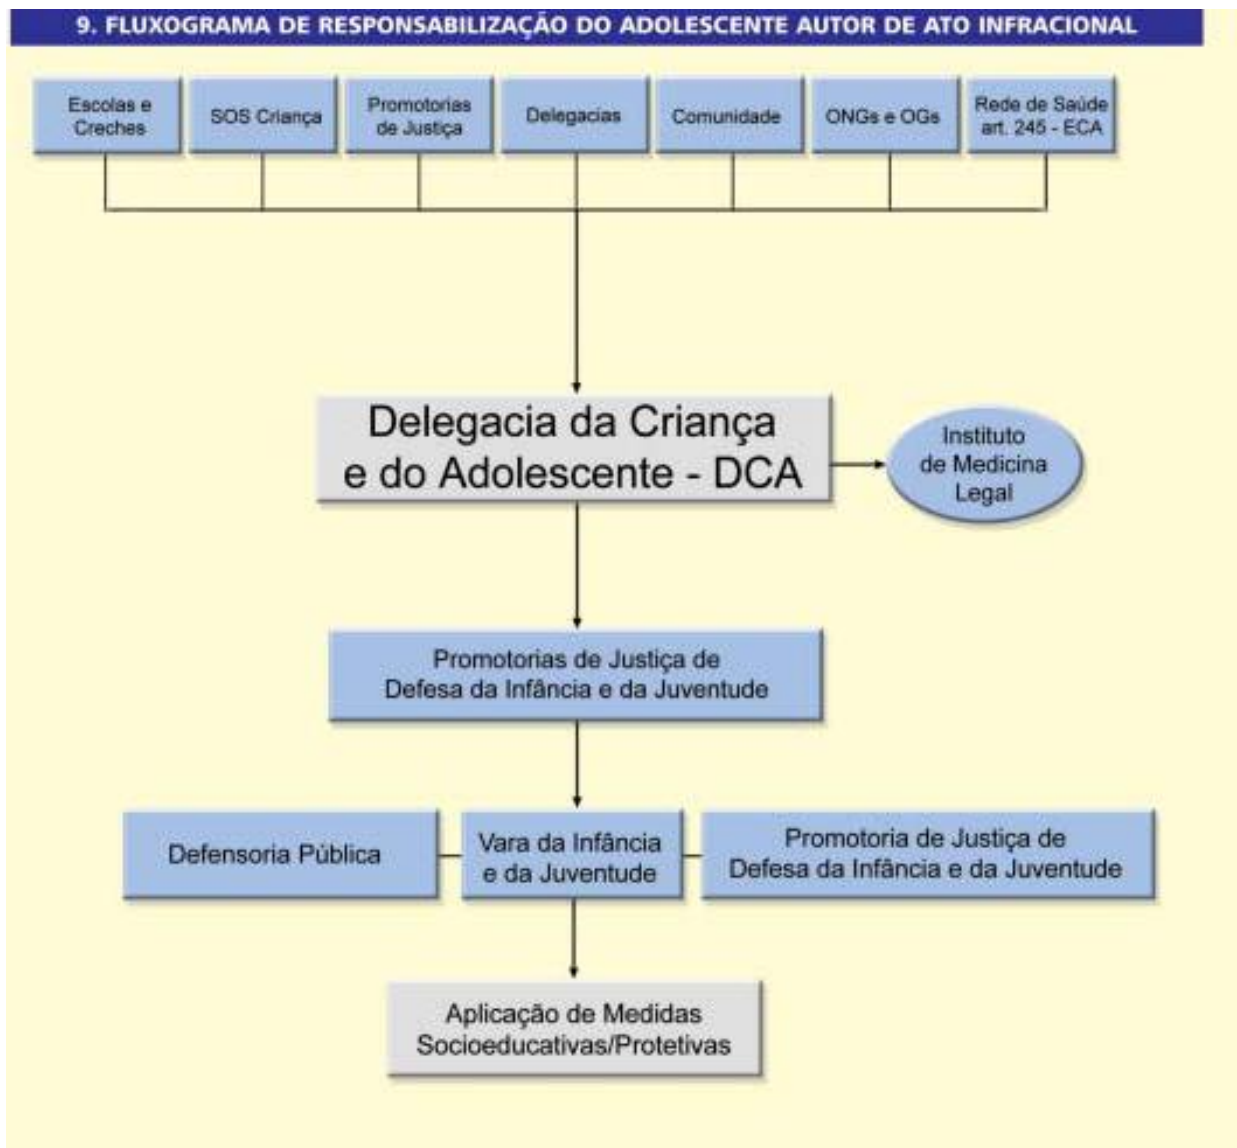 9. FLUXOGRAMA DE RESPONSABILIZAÇÃO DO ADOLESCENTE AUTOR DE ATO INFRACIONAL
Escolas e
Creches
SOS Criança
Promotorias
de Justiça
Delegacias
Comunidade
ONGs e OGs
Rede de Saúde
art. 245 - ECA
Delegacia da Criança
e do Adolescente - DCA
Instituto
de Medicina
Legal
Promotorias de Justiça de
Defesa da Infância e da Juventude
Defensoria Pública
Vara da Infância
e da Juventude
Promotoria de Justiça de
Defesa da Infância e da Juventude
Aplicação de Medidas
Socioeducativas/Protetivas